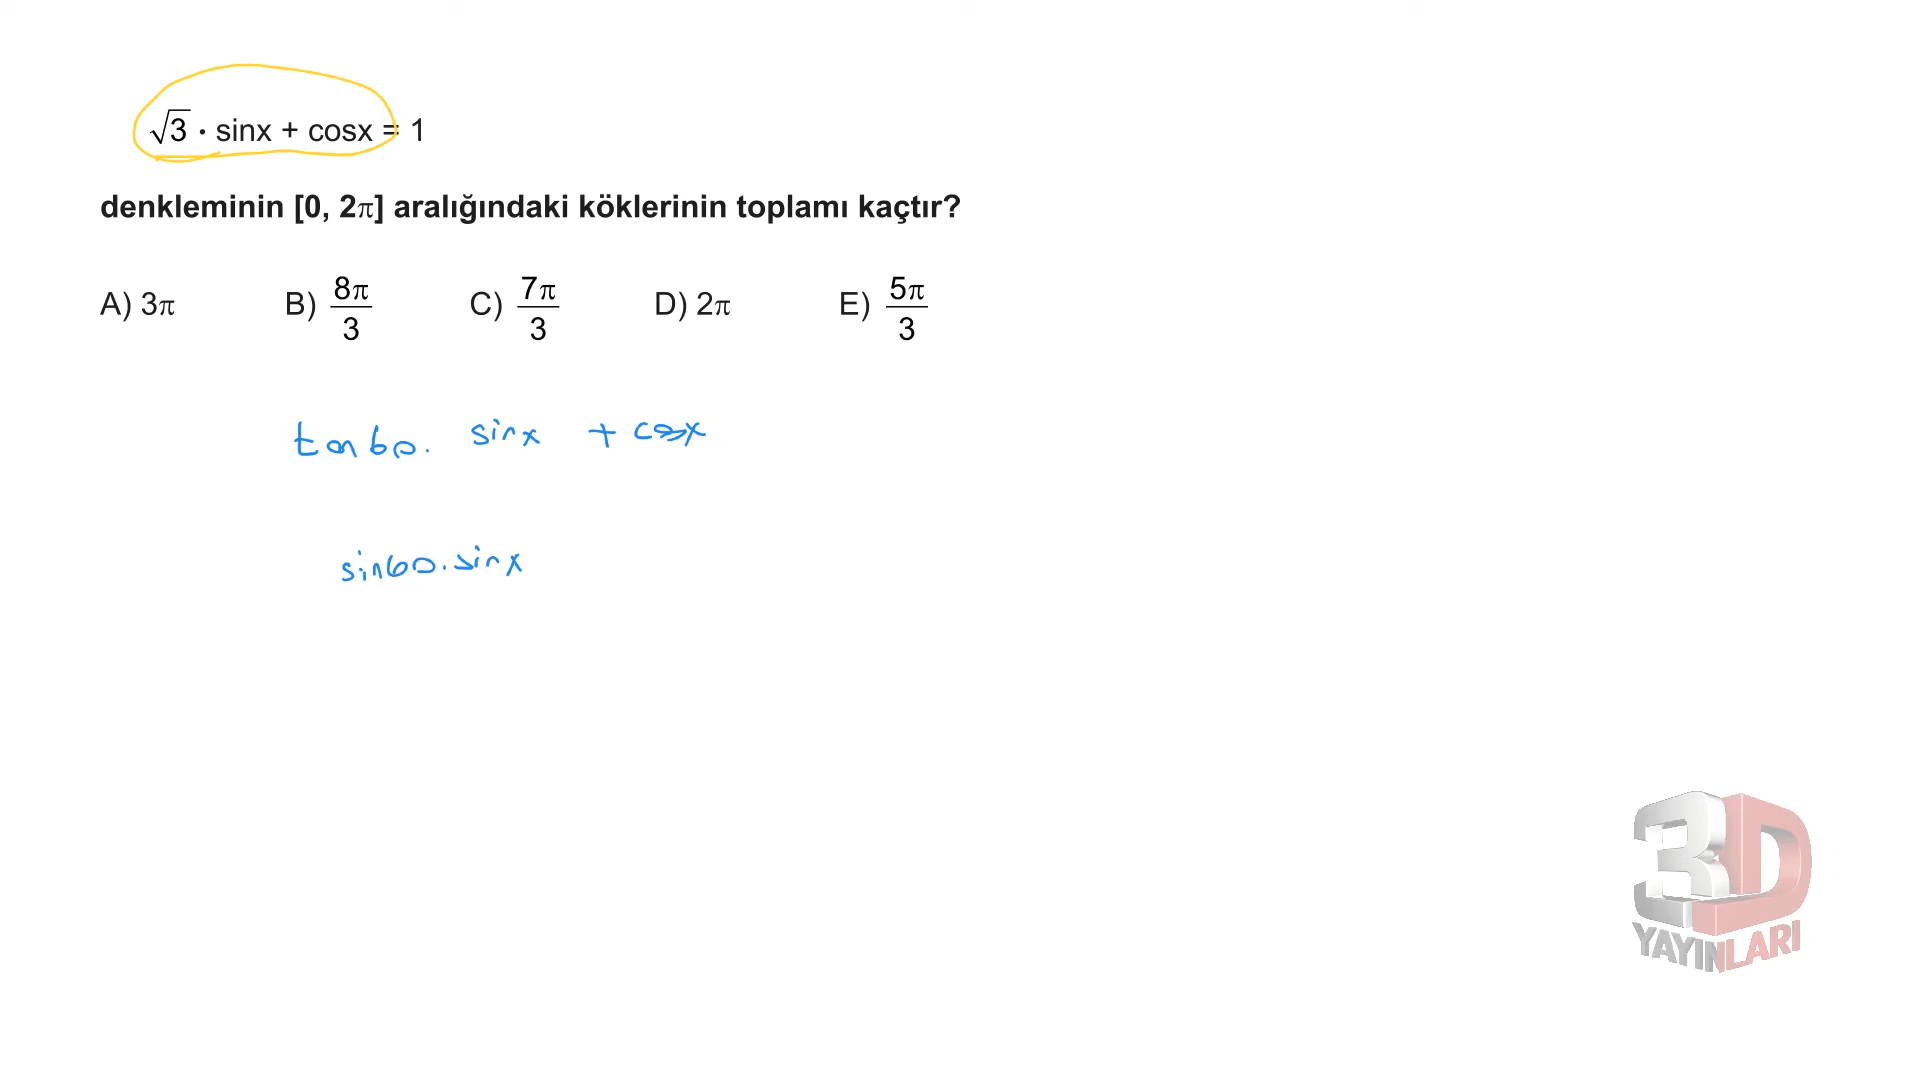 √3 · sinx + cosx = 1
denkleminin [0, 2π] aralığındaki köklerinin toplamı kaçtır?
A) 3π B) 8π/3 C) 7π/3 D) 2π E) 5π/3
tan60. sinx + cosx
sin60.sinx
3D
YAYINLARI